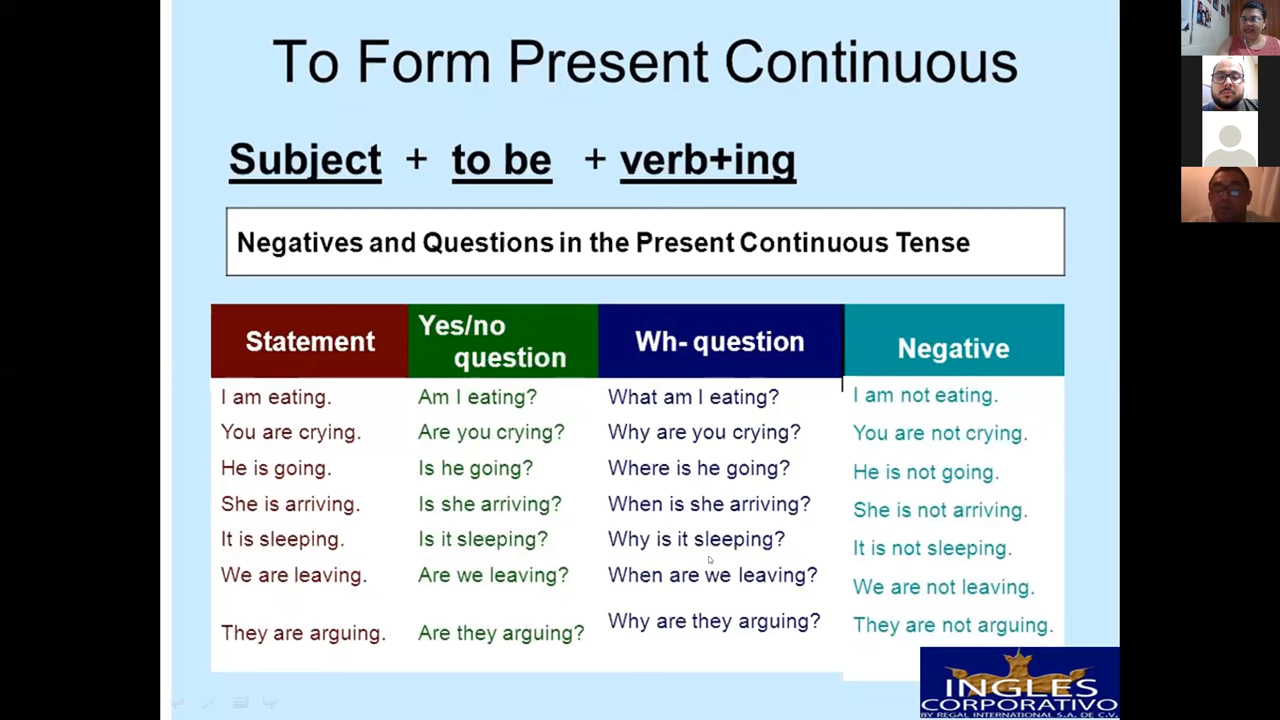 To Form Present Continuous
Subject + to be + verb+ing
Negatives and Questions in the Present Continuous Tense
Statement
Yes/no
question
Wh- question
Negative
I am eating. Am I eating? What am I eating? I am not eating.
You are crying. Are you crying? Why are you crying? You are not crying.
He is going. Is he going? Where is he going? He is not going.
She is arriving. Is she arriving? When is she arriving? She is not arriving.
It is sleeping. Is it sleeping? Why is it sleeping? It is not sleeping.
We are leaving. Are we leaving? When are we leaving? We are not leaving.
They are arguing. Are they arguing? Why are they arguing? They are not arguing.
INGLES
CORPORATIVO
BY REGAL INTERNATIONAL S.A. DE C.V.